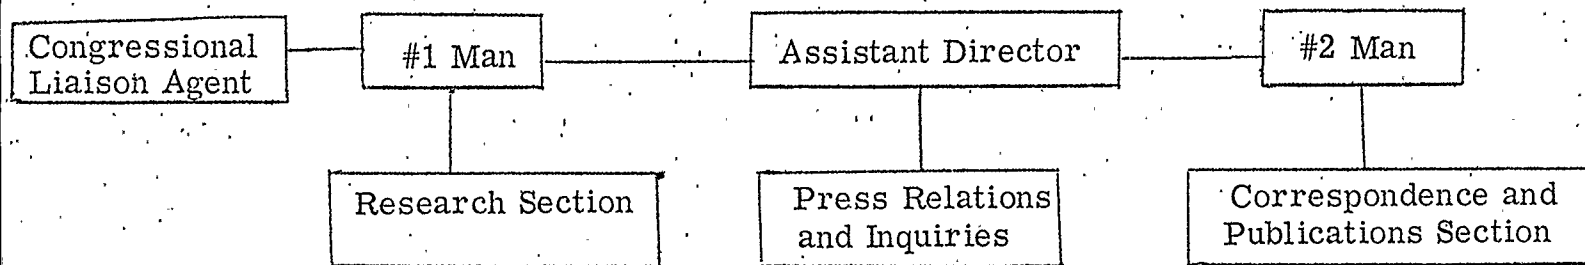 Congressional
Liaison Agent
#1 Man
Assistant Director
#2 Man
Research Section
Press Relations
and Inquiries
Correspondence and
Publications Section